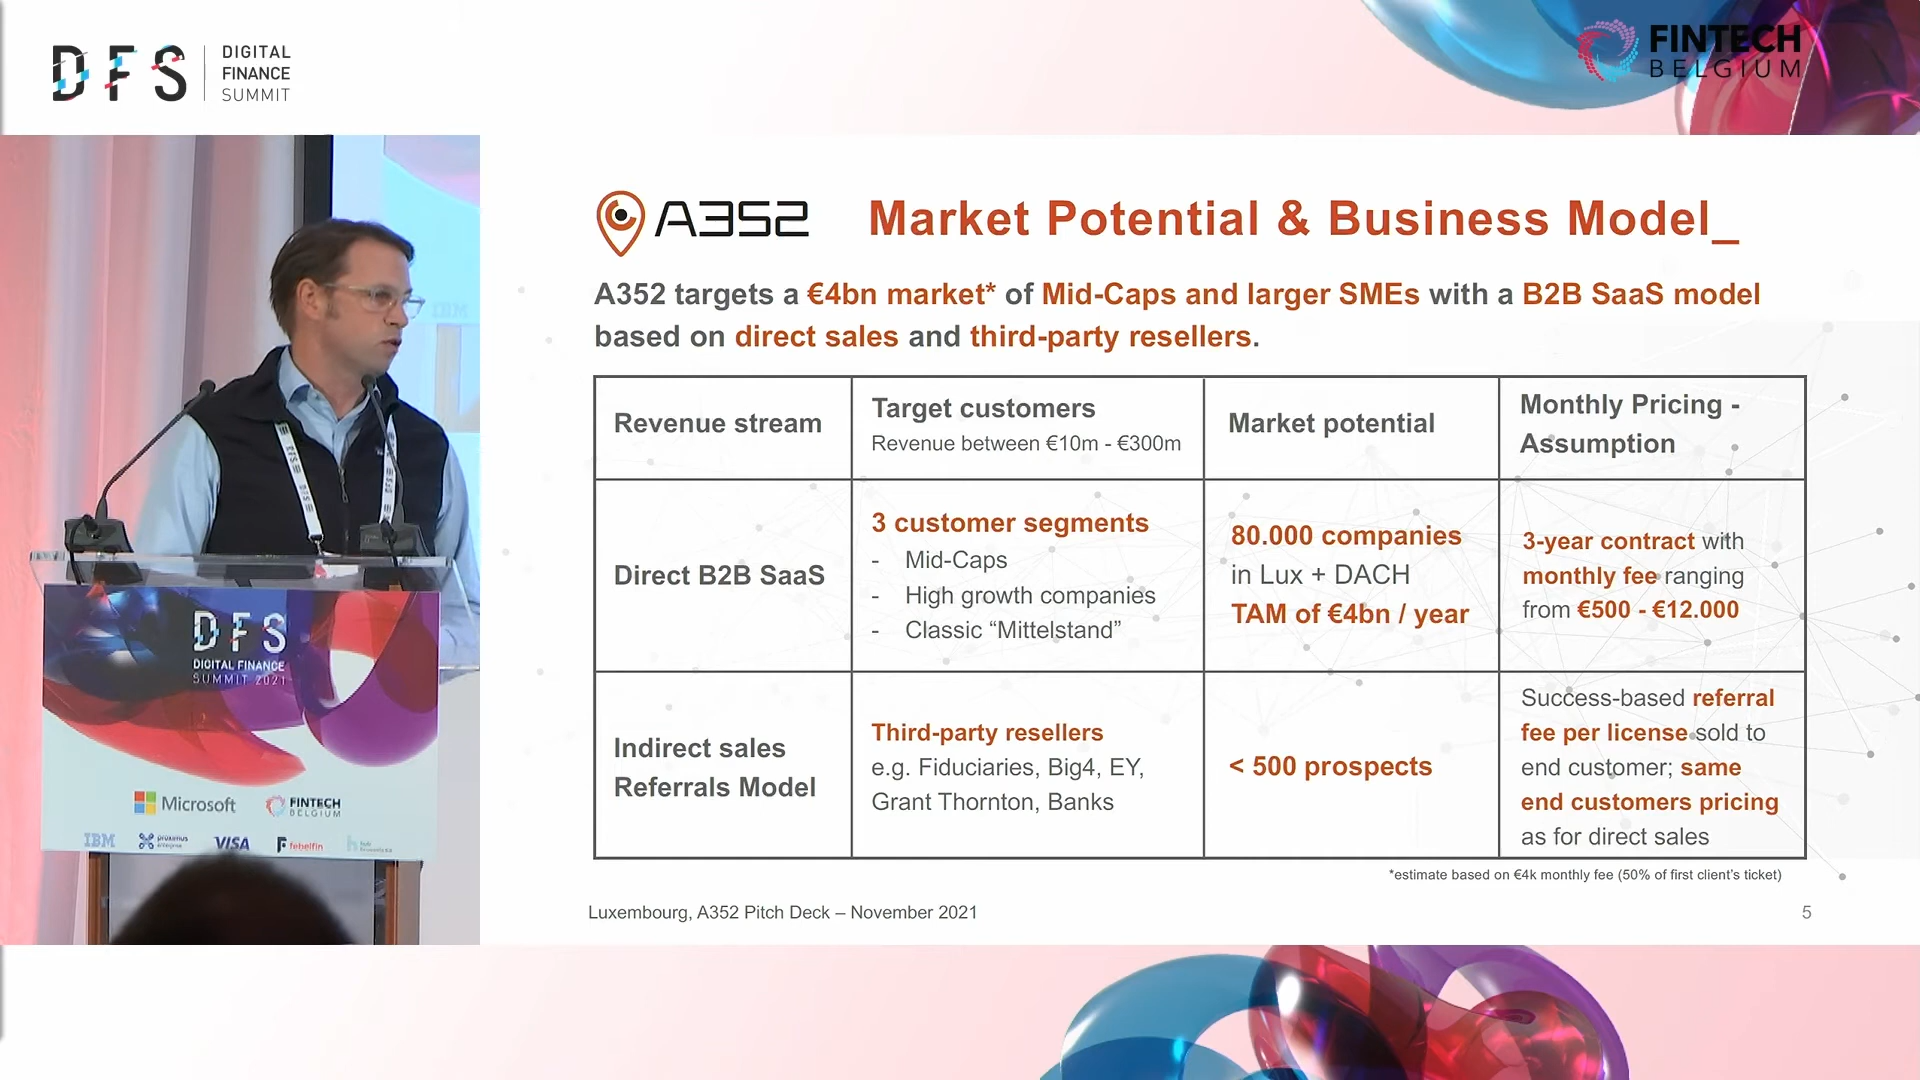 DFS
DIGITAL
FINANCE
SUMMIT
FINTECH
BELGIUM
A352
Market Potential & Business Model_
A352 targets a €4bn market* of Mid-Caps and larger SMEs with a B2B SaaS model
based on direct sales and third-party resellers.
Revenue stream
Target customers
Revenue between €10m - €300m
Market potential
Monthly Pricing -
Assumption
Direct B2B SaaS
3 customer segments
- Mid-Caps
- High growth companies
- Classic “Mittelstand”
80.000 companies
in Lux + DACH
TAM of €4bn / year
3-year contract with
monthly fee ranging
from €500 - €12.000
Indirect sales
Referrals Model
Third-party resellers
e.g. Fiduciaries, Big4, EY,
Grant Thornton, Banks
< 500 prospects
Success-based referral
fee per license sold to
end customer; same
end customers pricing
as for direct sales
*estimate based on €4k monthly fee (50% of first client's ticket)
Luxembourg, A352 Pitch Deck – November 2021
5
IBM
DFS
DIGITAL FINANCE
SUMMIT 2021
Microsoft
FINTECH
BELGIUM
IBM
proximus
VISA
febelfin